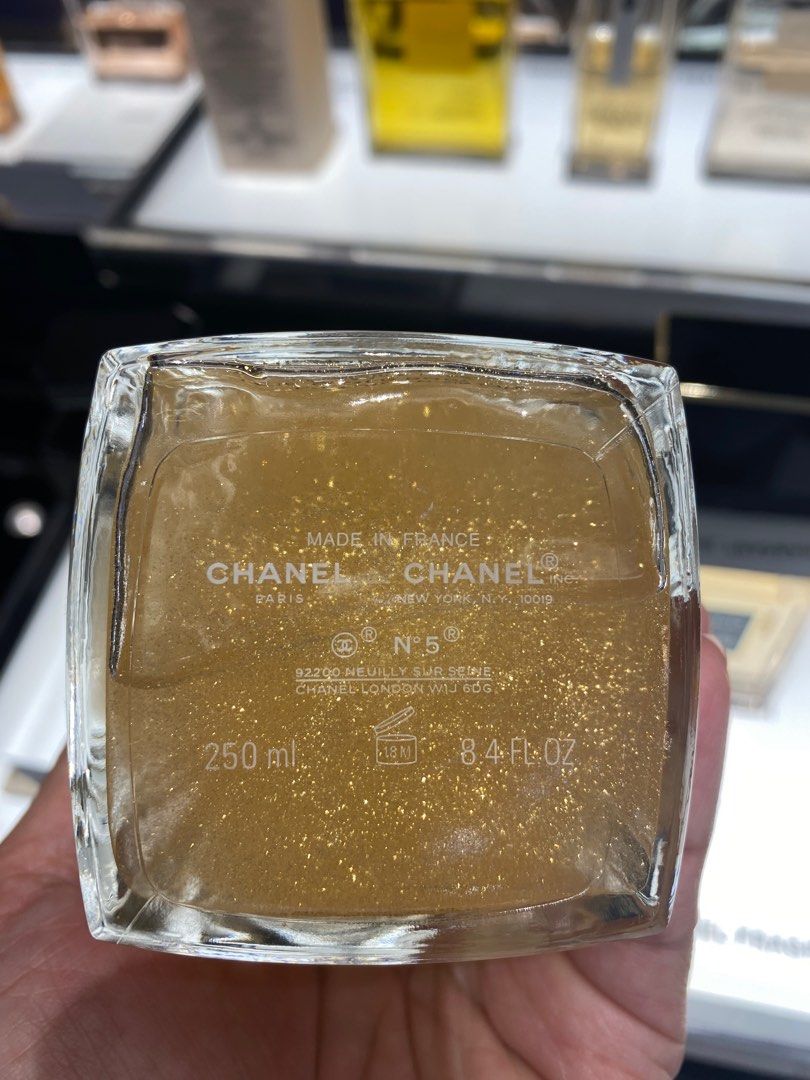 MADE IN FRANCE
CHANEL CHANEL® INC.
PARIS NEW YORK, N.Y. 10019
® N°5®
92200 NEUILLY SUR SEINE
CHANEL LONDON W1J 6DG
18 M
250 ml 8.4 FL. OZ